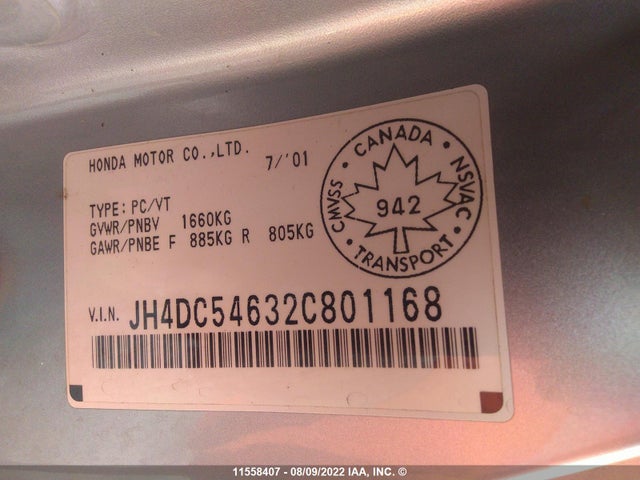 HONDA MOTOR CO.,LTD. 7/'01
TYPE: PC/VT
GVWR/PNBV 1660KG
GAWR/PNBE F 885KG R 805KG
CANADA
CMVSS
NSVAC
942
TRANSPORT
V.I.N. JH4DC54632C801168
11558407 - 08/09/2022 IAA, INC. ©